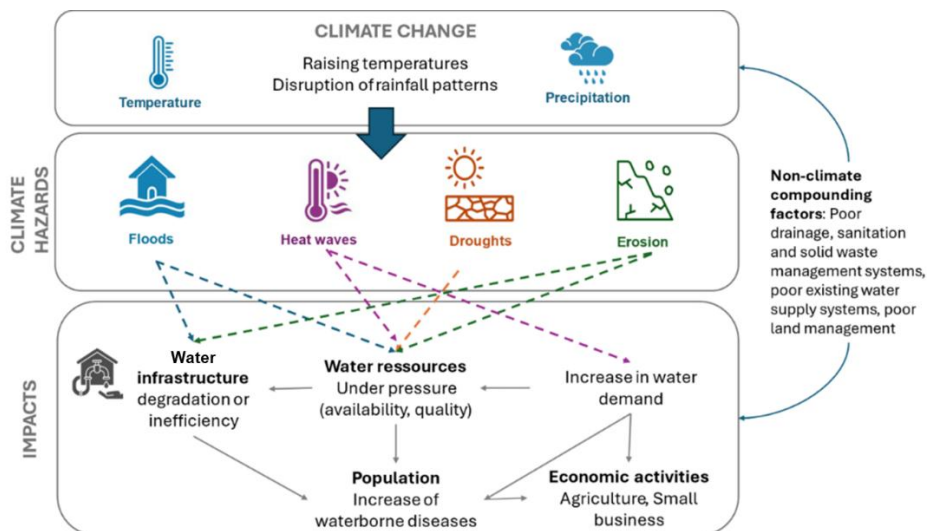 CLIMATE CHANGE
Raising temperatures
Disruption of rainfall patterns
Temperature
Precipitation
CLIMATE
HAZARDS
Floods
Heat waves
Droughts
Erosion
Non-climate
compounding
factors: Poor
drainage, sanitation
and solid waste
management systems,
poor existing water
supply systems, poor
land management
IMPACTS
Water
infrastructure
degradation or
inefficiency
Water ressources
Under pressure
(availability, quality)
Increase in water
demand
Population
Increase of
waterborne diseases
Economic activities
Agriculture, Small
business